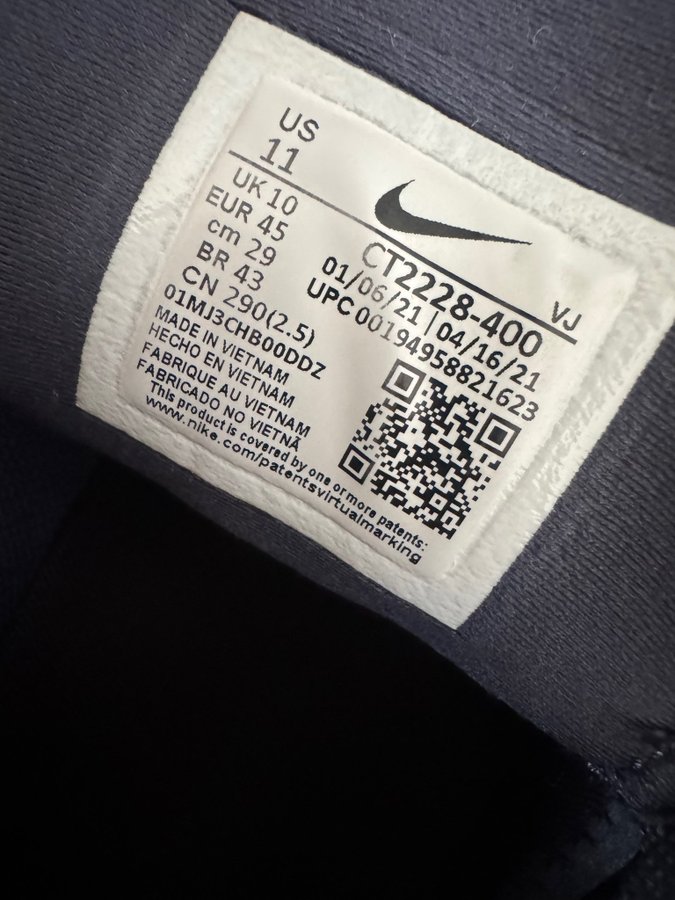 US
11
UK 10
EUR 45
cm 29
BR 43
CN 290(2.5)
01MJ3CHB00DDZ
MADE IN VIETNAM
HECHO EN VIETNAM
FABRIQUE AU VIETNAM
FABRICADO NO VIETNÃ
This product is covered by one or more patents:
www.nike.com/patentsvirtualmarking
VJ
CT2228-400
01/06/21 | 04/16/21
UPC 00194958821623